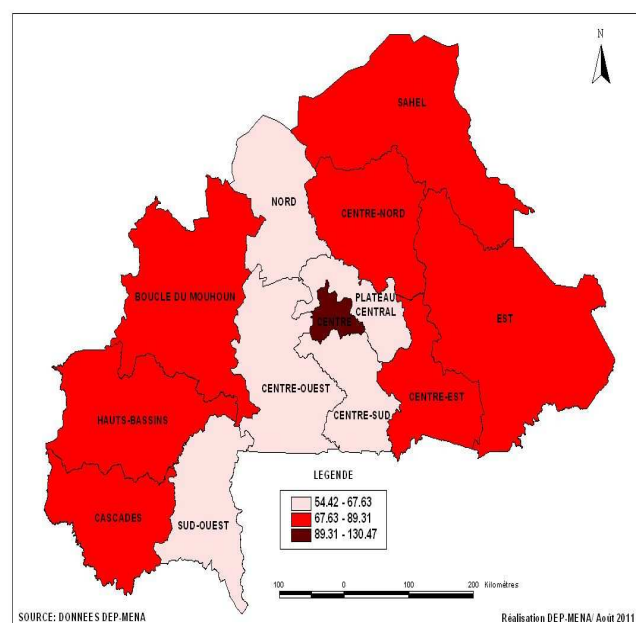 N
SAHEL
NORD
CENTRE-NORD
BOUCLE DU MOUHOUN
PLATEAU
CENTRAL
CENTRE
EST
CENTRE-OUEST
CENTRE-EST
CENTRE-SUD
HAUTS-BASSINS
CASCADES
SUD-OUEST
LEGENDE
54.42 - 67.63
67.63 - 89.31
89.31 - 130.47
100 0 100 200 Kilométres
SOURCE: DONNEES DEP-MENA
Réalisation DEP-MENA/ Août 2011